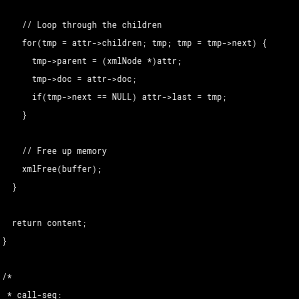 // Loop through the children
for(tmp = attr->children; tmp; tmp = tmp->next) {
tmp->parent = (xmlNode *)attr;
tmp->doc = attr->doc;
if(tmp->next == NULL) attr->last = tmp;
}
// Free up memory
xmlFree(buffer);
}
return content;
}
/*
* call-seq: